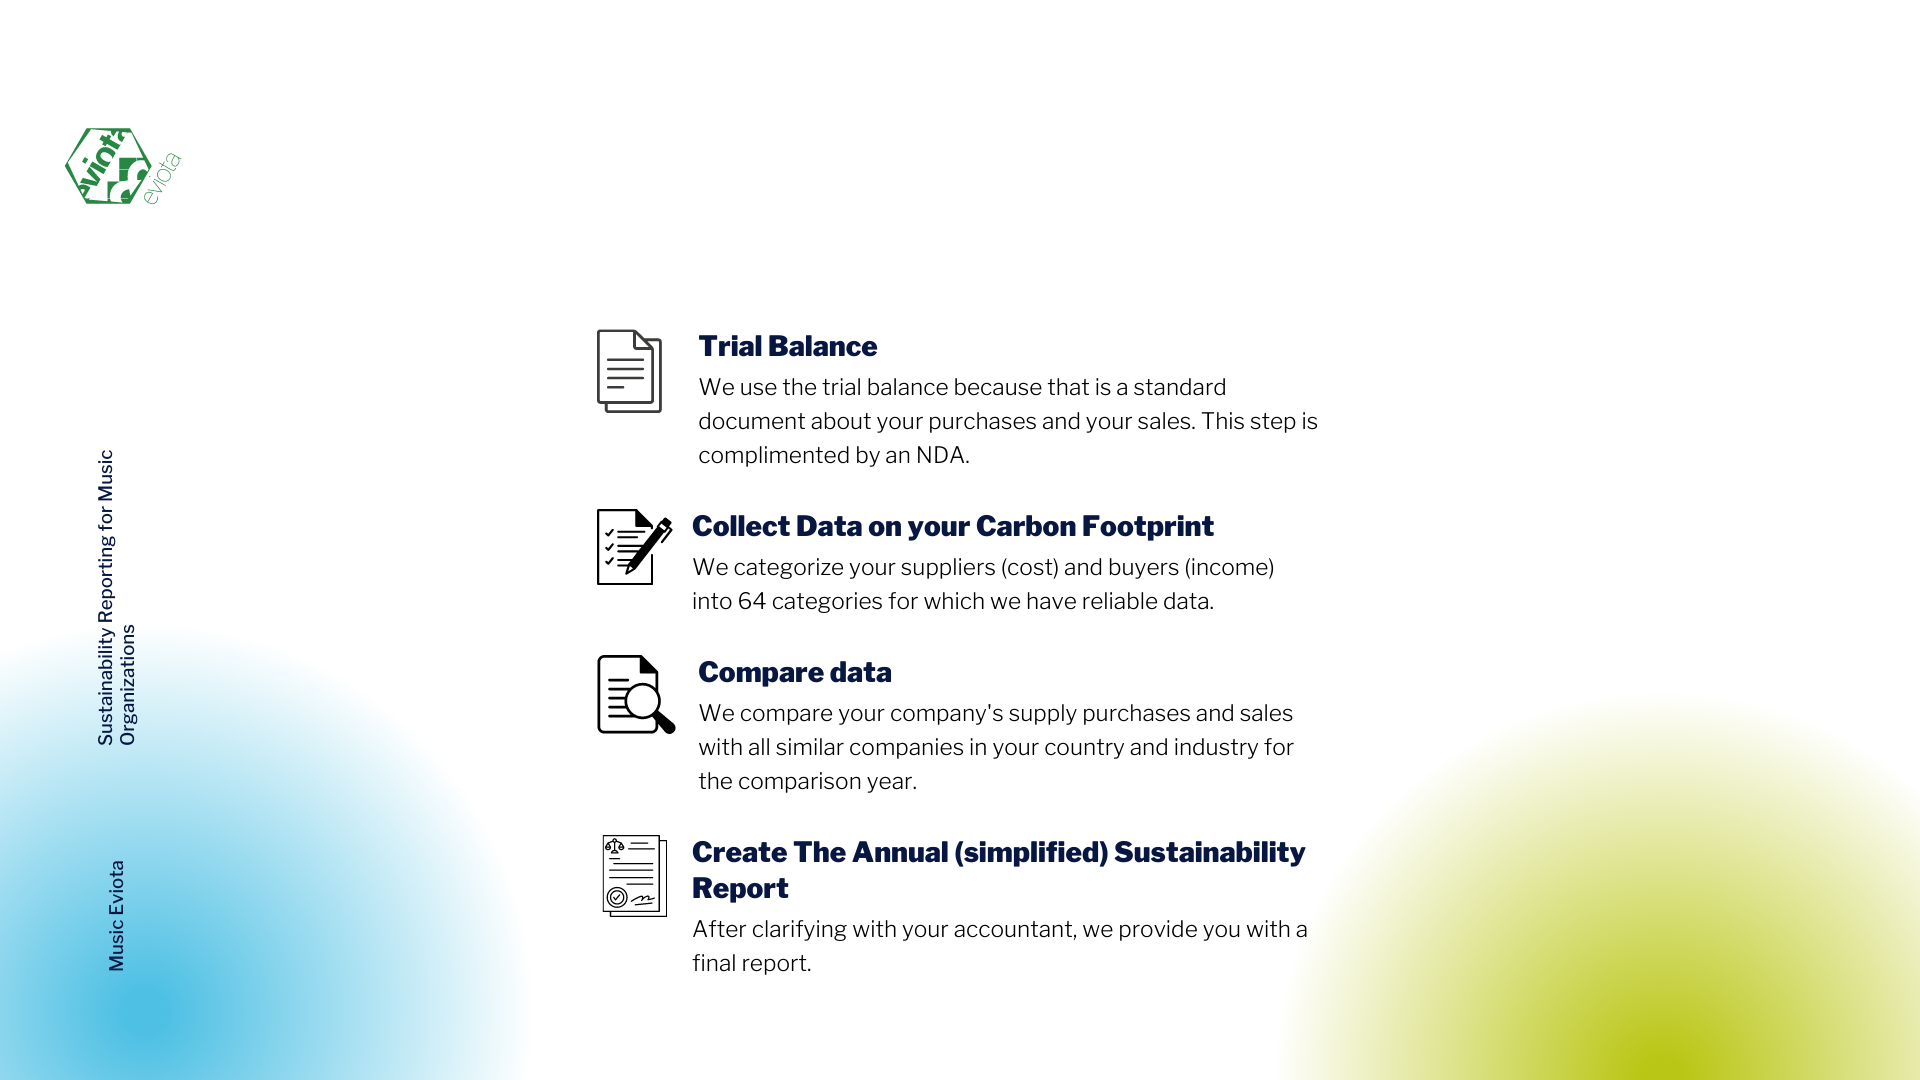 eviota
eviota
Trial Balance
We use the trial balance because that is a standard
document about your purchases and your sales. This step is
complimented by an NDA.
Collect Data on your Carbon Footprint
We categorize your suppliers (cost) and buyers (income)
into 64 categories for which we have reliable data.
Compare data
We compare your company's supply purchases and sales
with all similar companies in your country and industry for
the comparison year.
Create The Annual (simplified) Sustainability
Report
After clarifying with your accountant, we provide you with a
final report.
Sustainability Reporting for Music
Organizations
Music Eviota